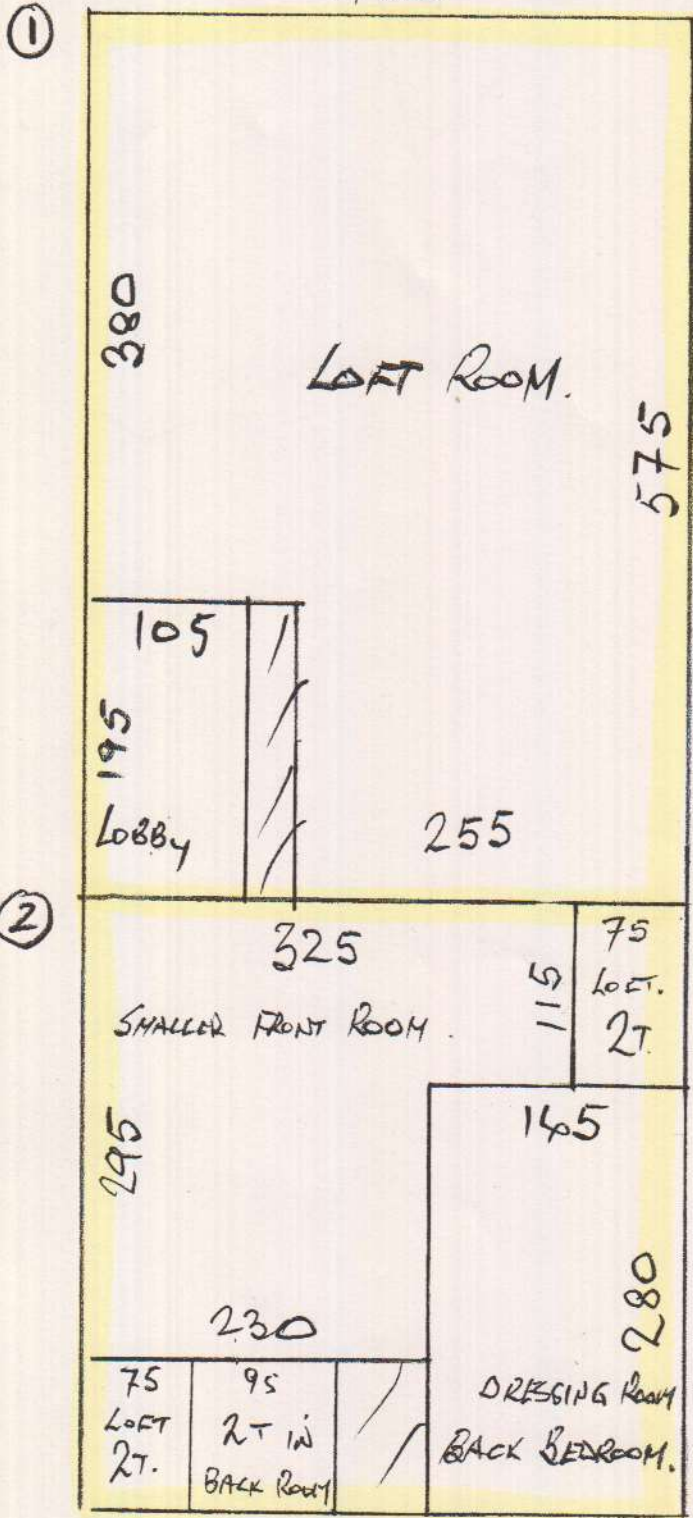 1
380
LOFT ROOM.
575
105
195
LOBBY
255
2
325
75
LOFT.
2T.
115
SMALLER FRONT ROOM.
145
295
280
230
75
LOFT
2T.
95
2T IN
BACK ROOM
DRESSING ROOM
BACK BEDROOM.